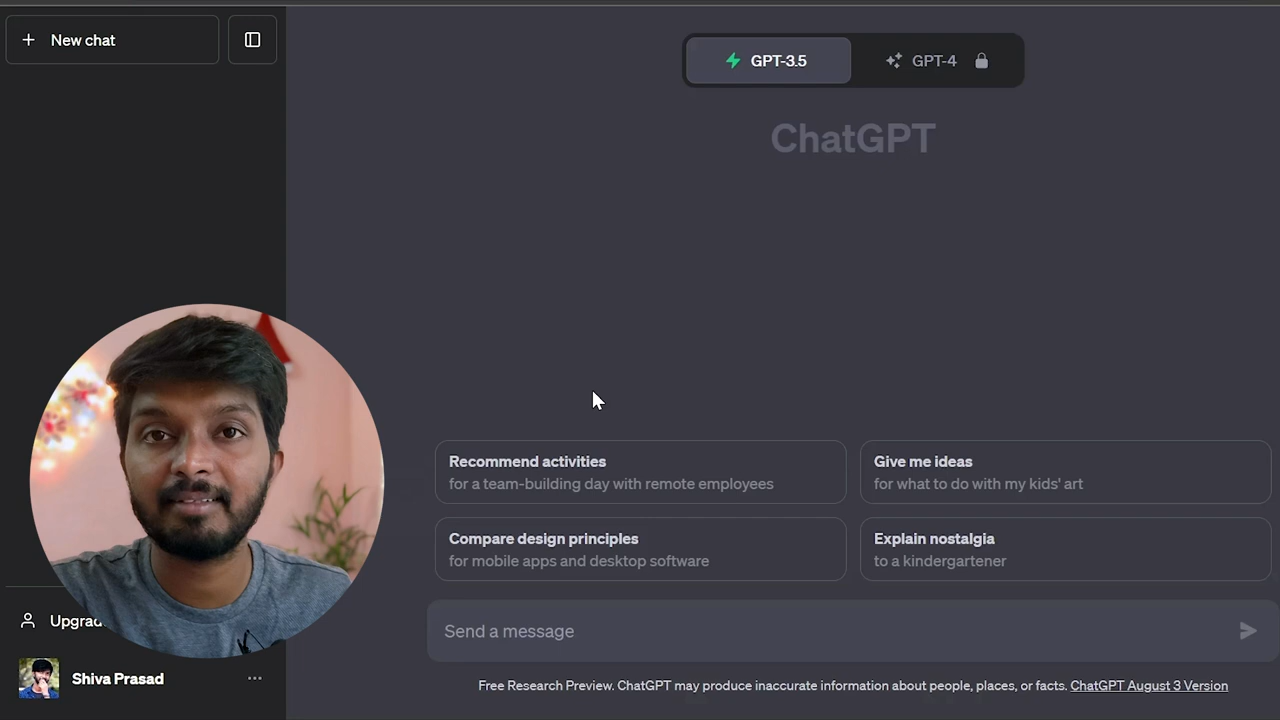 New chat
GPT-3.5
GPT-4
ChatGPT
Recommend activities
for a team-building day with remote employees
Give me ideas
for what to do with my kids' art
Compare design principles
for mobile apps and desktop software
Explain nostalgia
to a kindergartener
Send a message
Free Research Preview. ChatGPT may produce inaccurate information about people, places, or facts. ChatGPT August 3 Version
Shiva Prasad